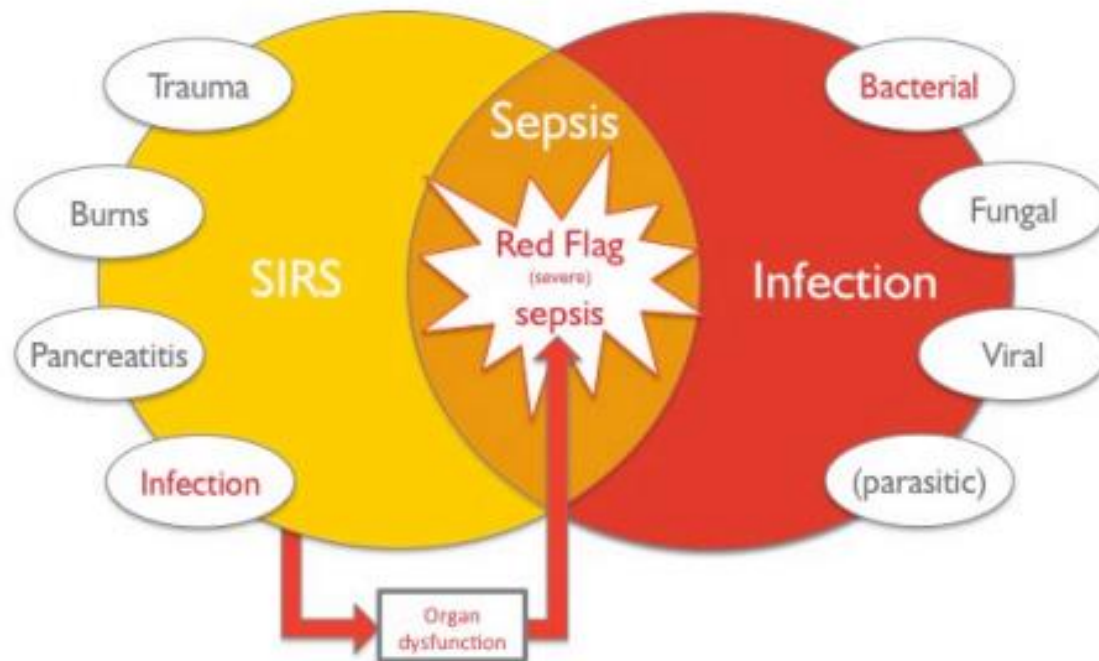 Trauma
Burns
Pancreatitis
Infection
SIRS
Sepsis
Red Flag
(severe)
sepsis
Infection
Bacterial
Fungal
Viral
(parasitic)
Organ
dysfunction